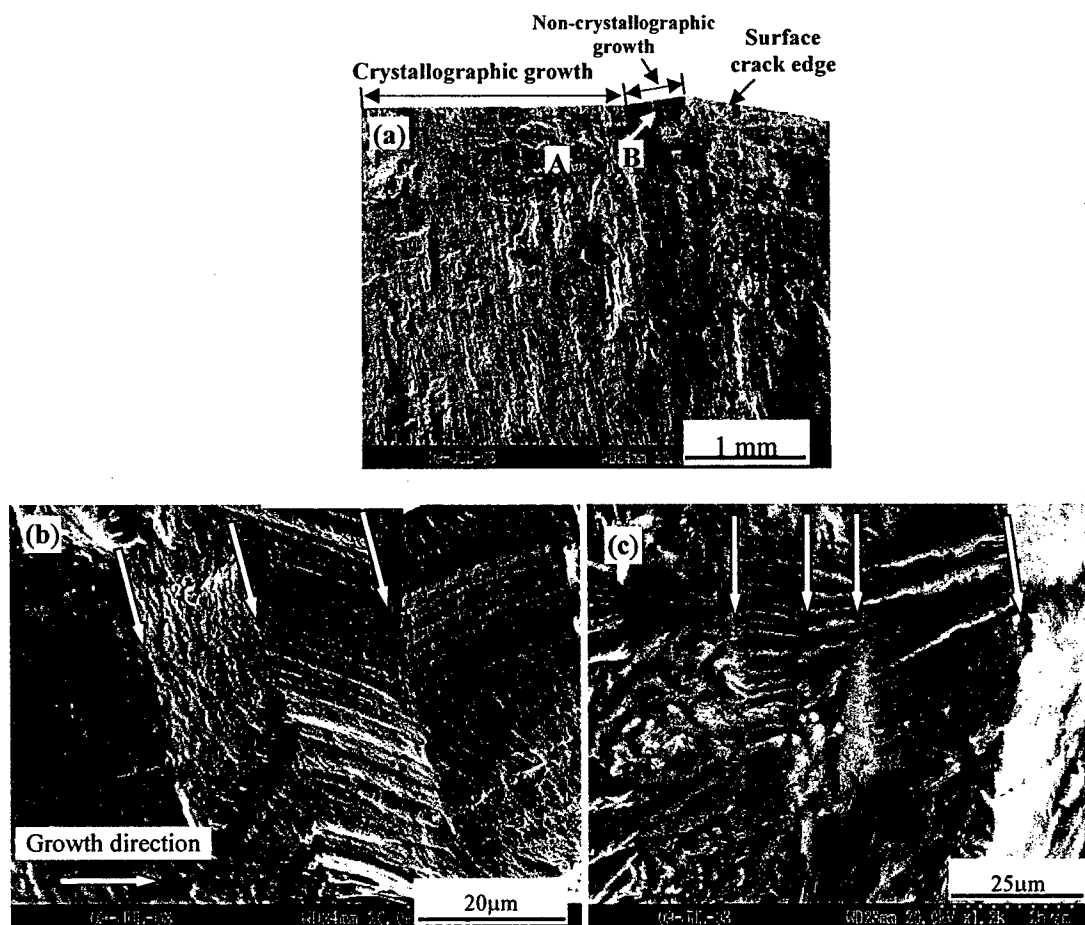 Non-crystallographic
growth
Surface
crack edge
Crystallographic growth
(a)
A
B
1 mm
(b)
(c)
Growth direction
20μm
25μm